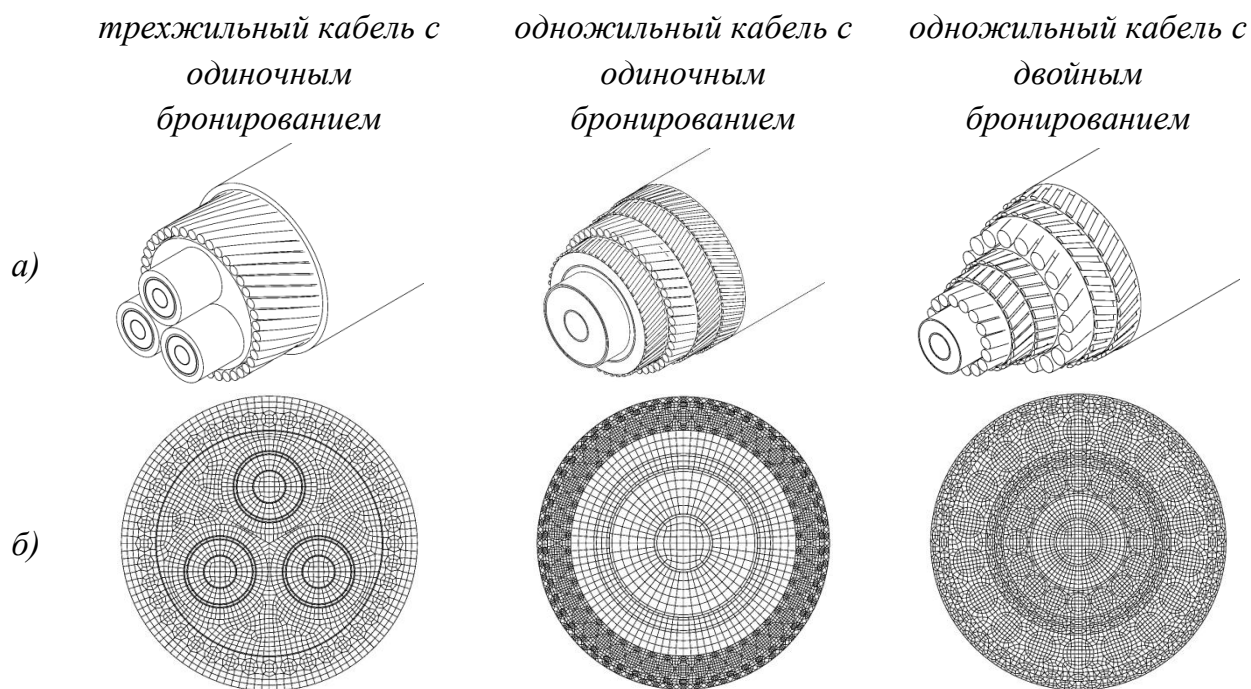 трехжильный кабель с
одиночным
бронированием
одножильный кабель с
одиночным
бронированием
одножильный кабель с
двойным
бронированием
а)
б)